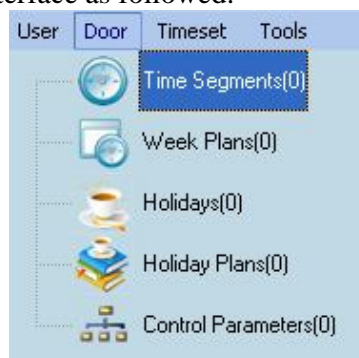 terface as followed:
User Door Timeset Tools
Time Segments(0)
Week Plans(0)
Holidays(0)
Holiday Plans(0)
Control Parameters(0)